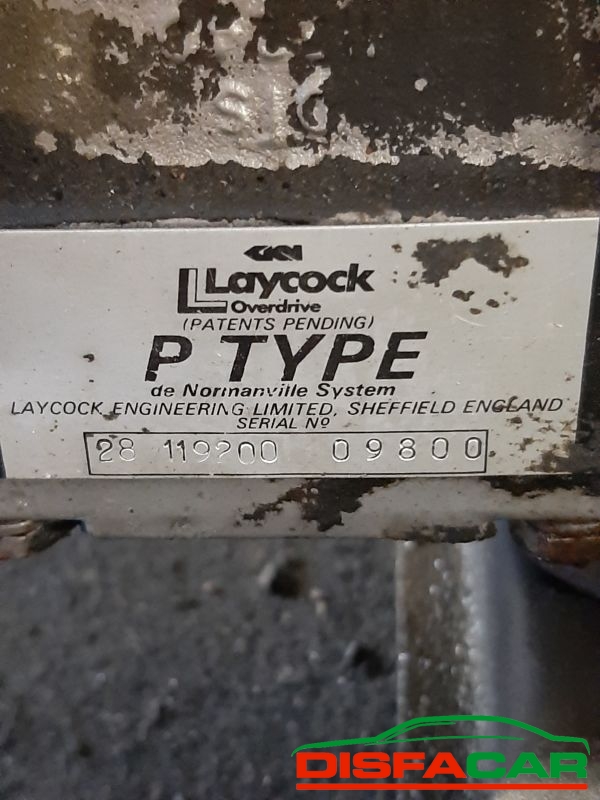 GKN
Laycock
Overdrive
(PATENTS PENDING)
P TYPE
de Normanville System
LAYCOCK ENGINEERING LIMITED, SHEFFIELD ENGLAND
SERIAL Nº
28 119200 09800
DISFACAR